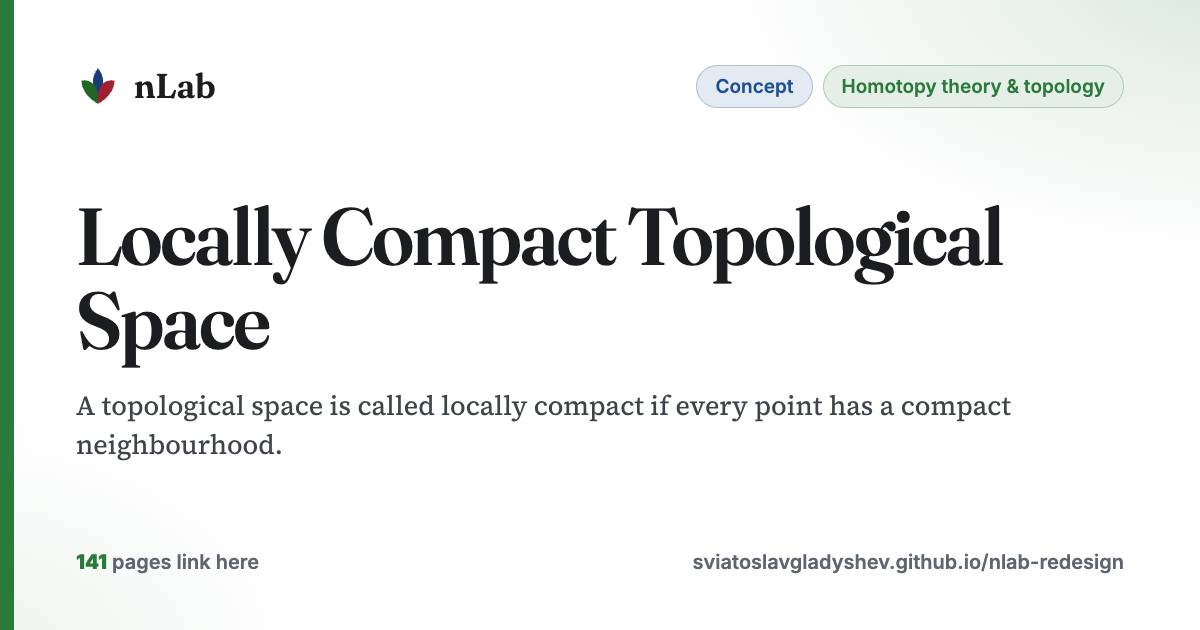 nLab
Concept
Homotopy theory & topology
Locally Compact Topological
Space
A topological space is called locally compact if every point has a compact
neighbourhood.
141 pages link here
sviatoslavgladyshev.github.io/nlab-redesign